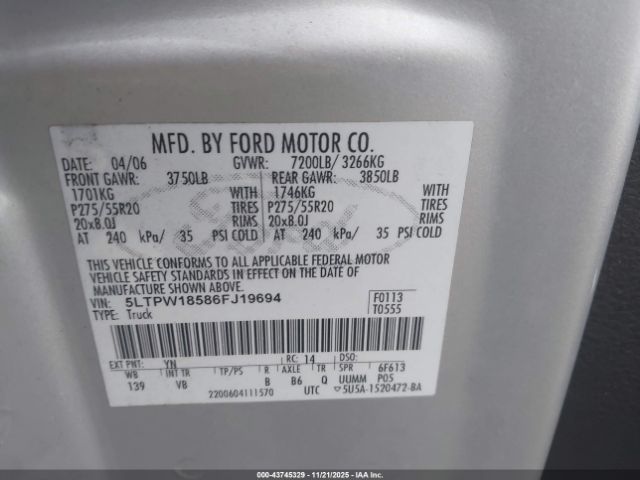 MFD. BY FORD MOTOR CO.
DATE: 04/06 GVWR: 7200LB/ 3266KG
FRONT GAWR: 3750LB REAR GAWR: 3850LB
1701KG WITH 1746KG WITH
P275/55R20 TIRES P275/55R20 TIRES
20x8.0J RIMS 20x8.0J RIMS
AT 240 kPa/ 35 PSI COLD AT 240 kPa/ 35 PSI COLD
THIS VEHICLE CONFORMS TO ALL APPLICABLE FEDERAL MOTOR
VEHICLE SAFETY STANDARDS IN EFFECT ON THE DATE OF
MANUFACTURE SHOWN ABOVE.
VIN: 5LTPW18586FJ19694 F0113
TYPE: Truck T0555
EXT PNT: YN RC: 14 DSO:
WB INT TR TP/PS R AXLE TR SPR 6F613
139 VB B B6 Q UUMM P05
2200604111570 UTC 5U5A-1520472-BA
000-43745329 - 11/21/2025 - IAAI.COM